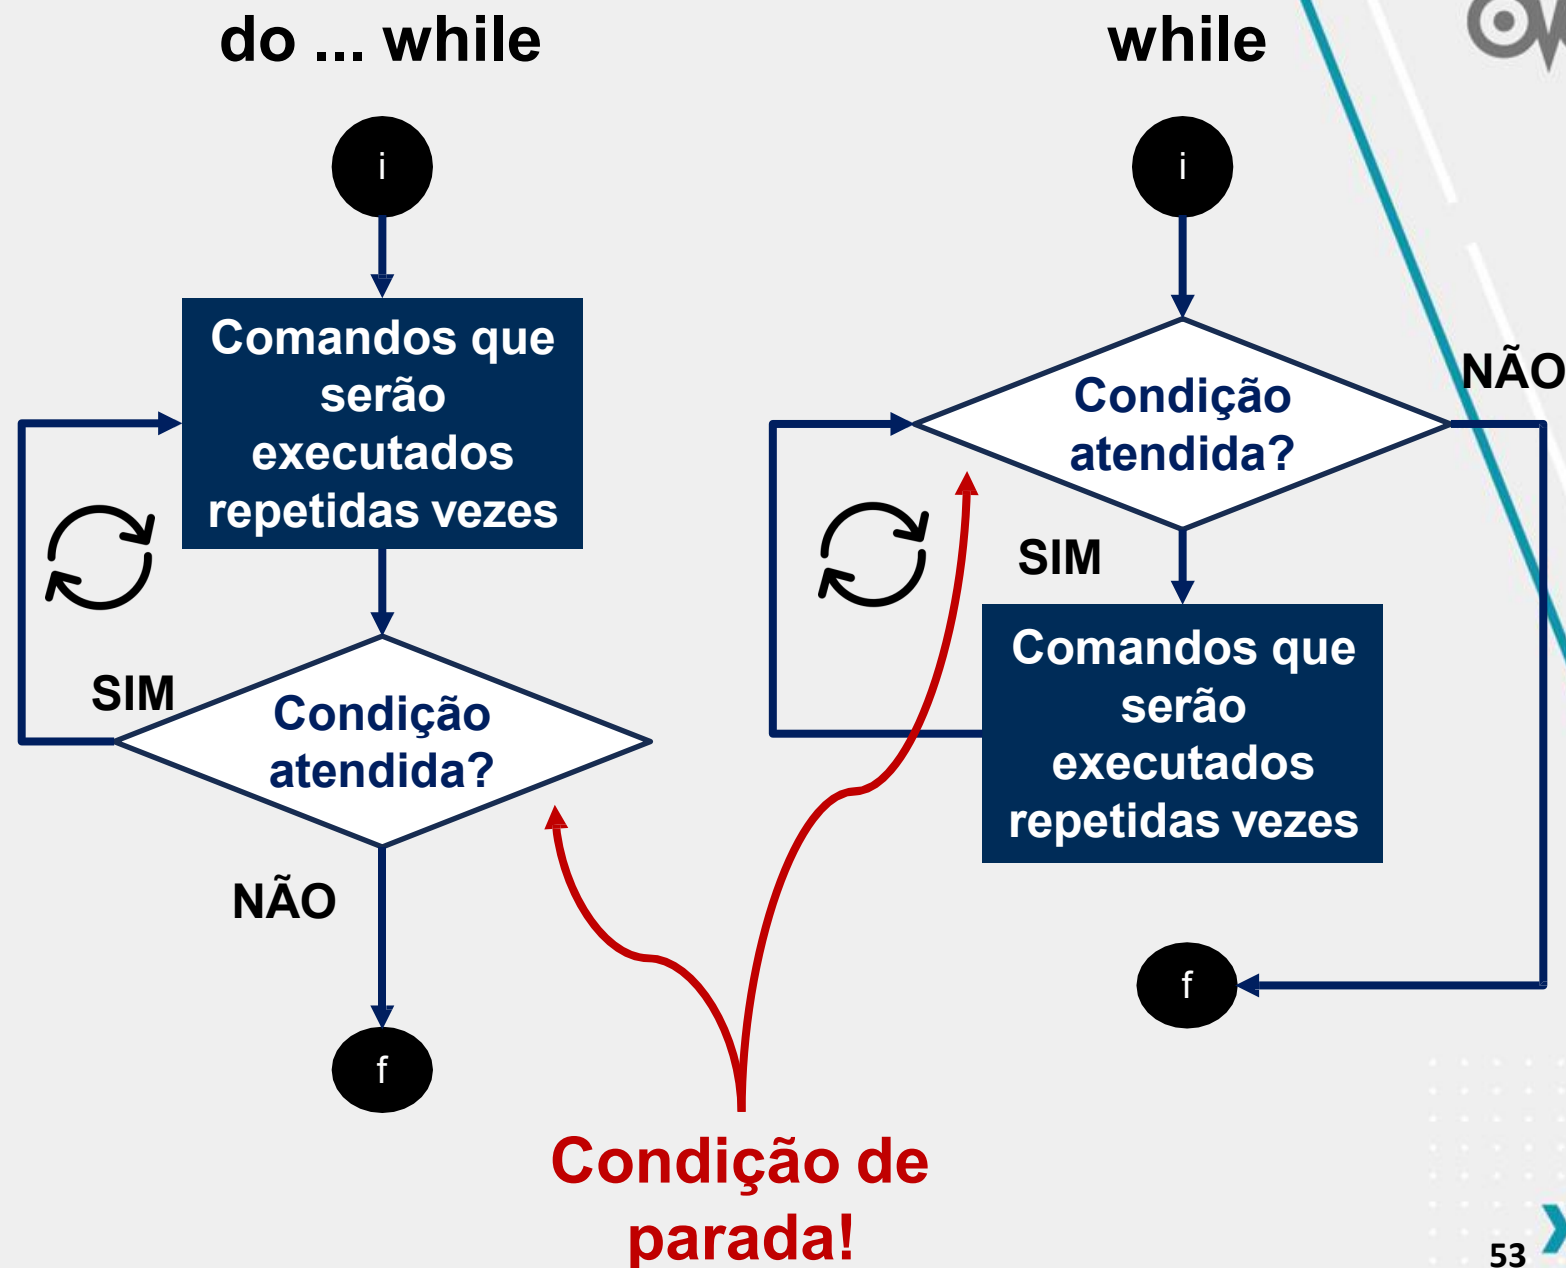 do ... while
i
Comandos que
serão
executados
repetidas vezes
SIM
Condição
atendida?
NÃO
f
while
i
Condição
atendida?
NÃO
SIM
Comandos que
serão
executados
repetidas vezes
f
Condição de
parada!
53